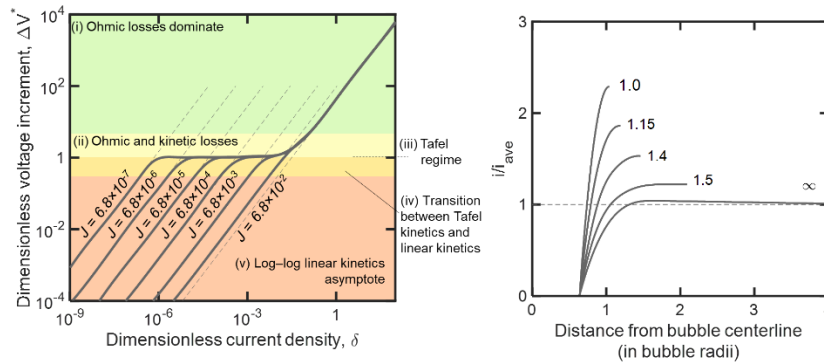 Dimensionless voltage increment, ΔV*
10⁴
10²
1
10⁻²
10⁻⁴
(i) Ohmic losses dominate
(ii) Ohmic and kinetic losses
(iii) Tafel
regime
(iv) Transition
between Tafel
kinetics and
linear kinetics
(v) Log–log linear kinetics
asymptote
J = 6.8×10⁻⁷
J = 6.8×10⁻⁶
J = 6.8×10⁻⁵
J = 6.8×10⁻⁴
J = 6.8×10⁻³
J = 6.8×10⁻²
10⁻⁹
10⁻⁶
10⁻³
1
Dimensionless current density, δ
i/i_ave
3
2
1
0
1.0
1.15
1.4
1.5
∞
0
1
2
3
Distance from bubble centerline
(in bubble radii)